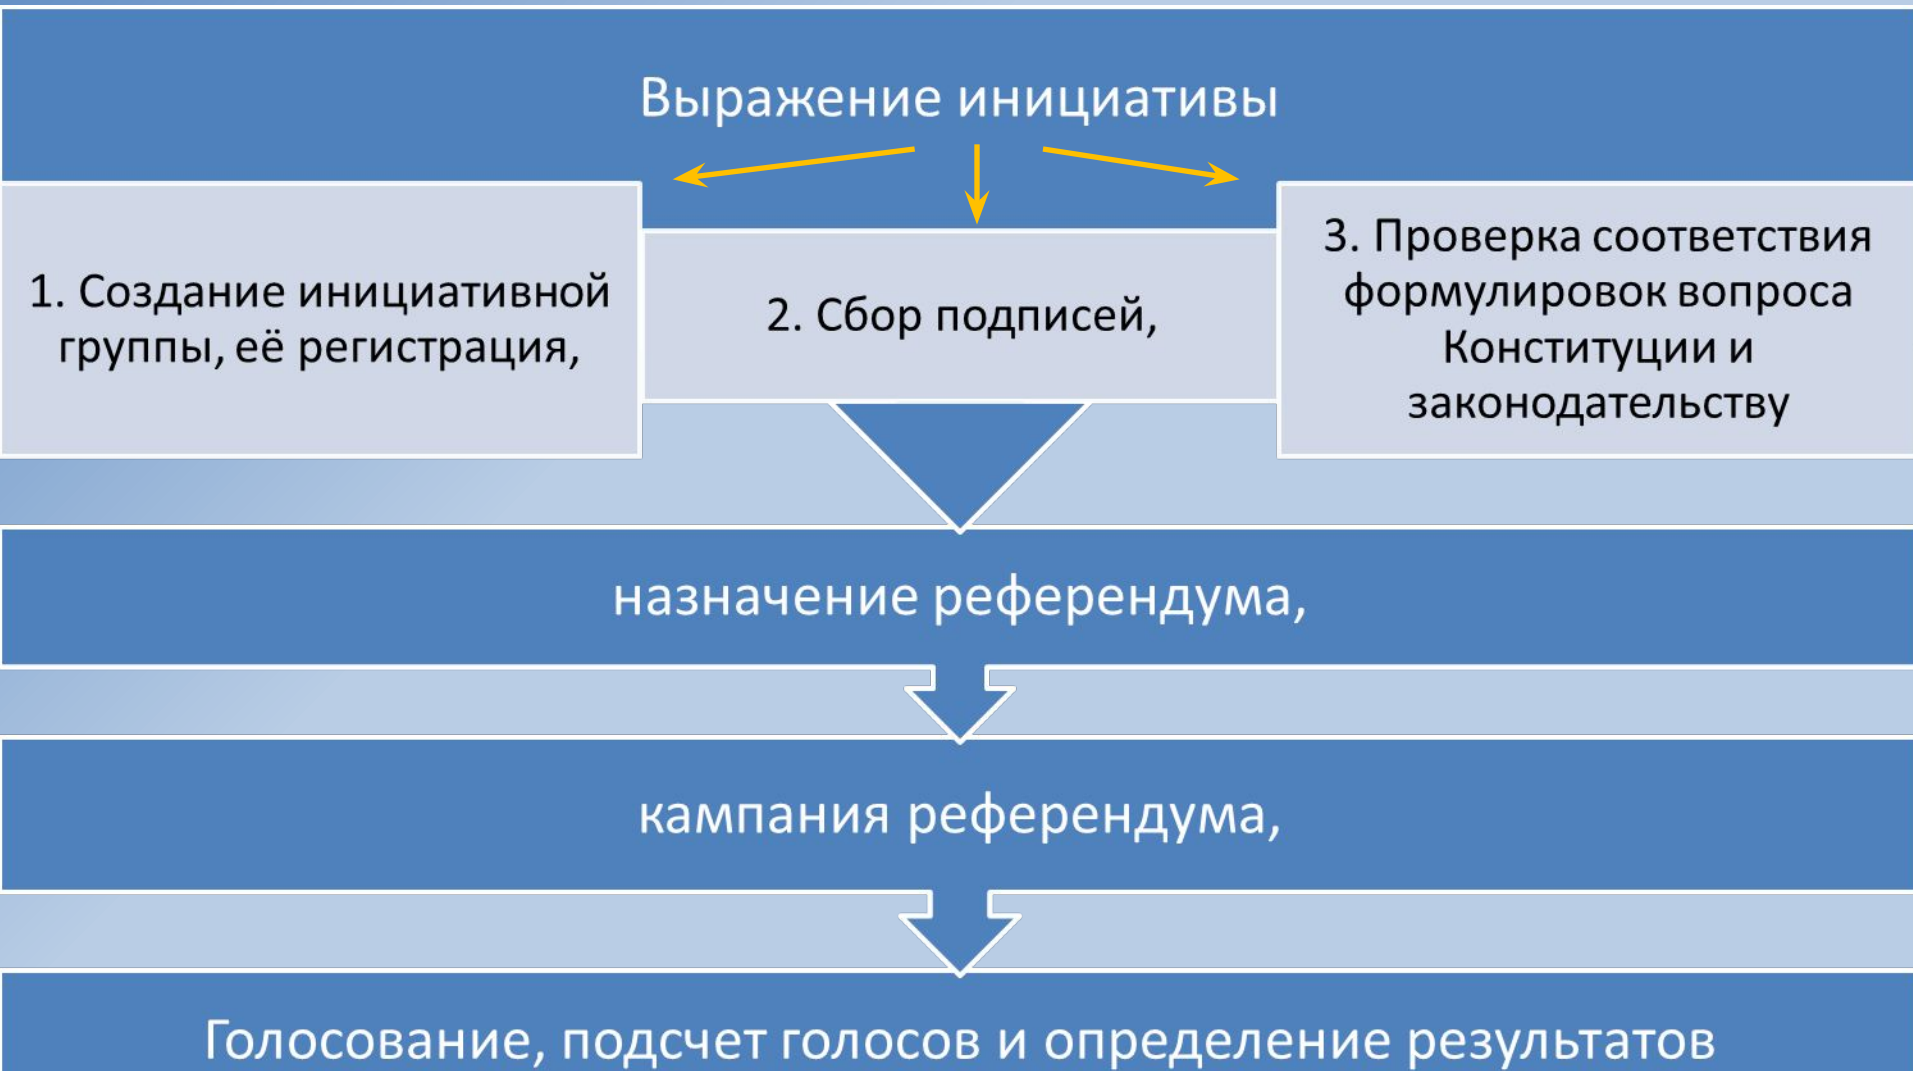 Выражение инициативы
1. Создание инициативной
группы, её регистрация,
2. Сбор подписей,
3. Проверка соответствия
формулировок вопроса
Конституции и
законодательству
назначение референдума,
кампания референдума,
Голосование, подсчет голосов и определение результатов